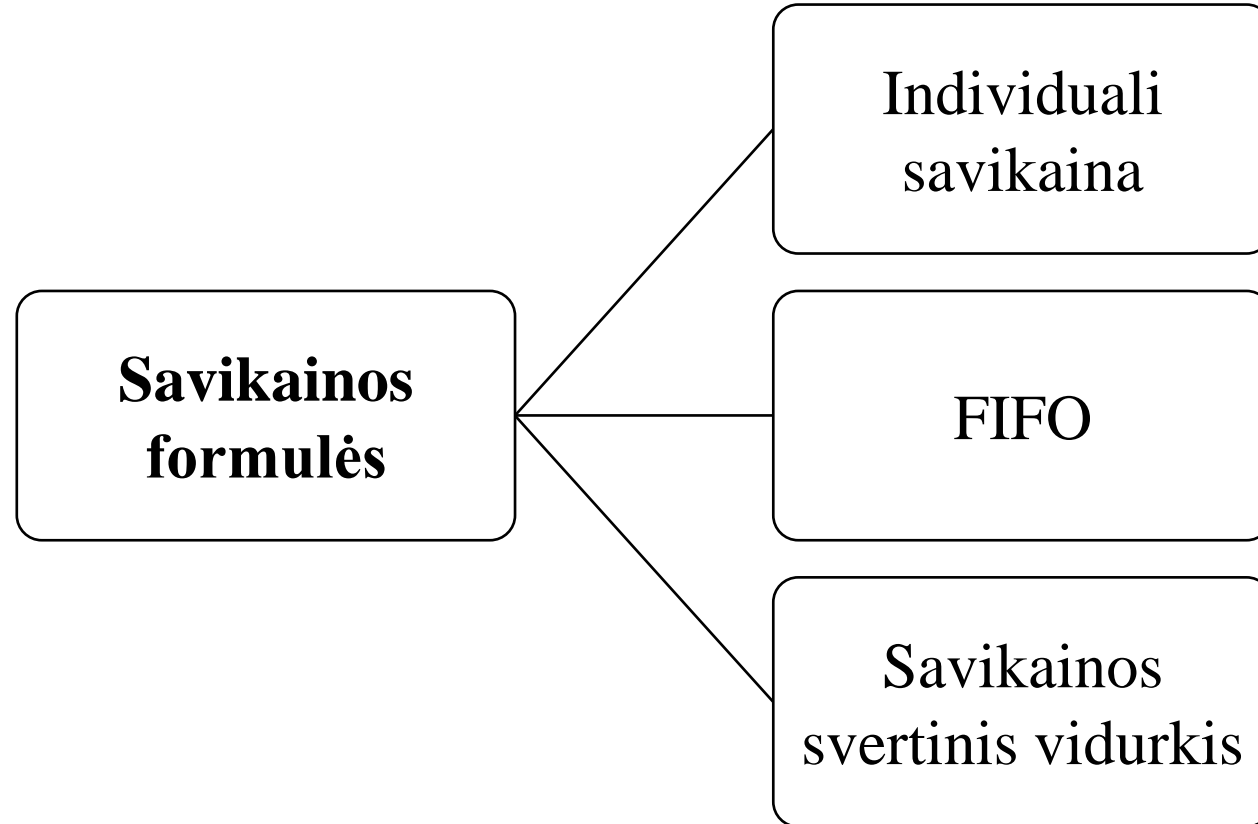 Savikainos
formulės
Individuali
savikaina
FIFO
Savikainos
svertinis vidurkis